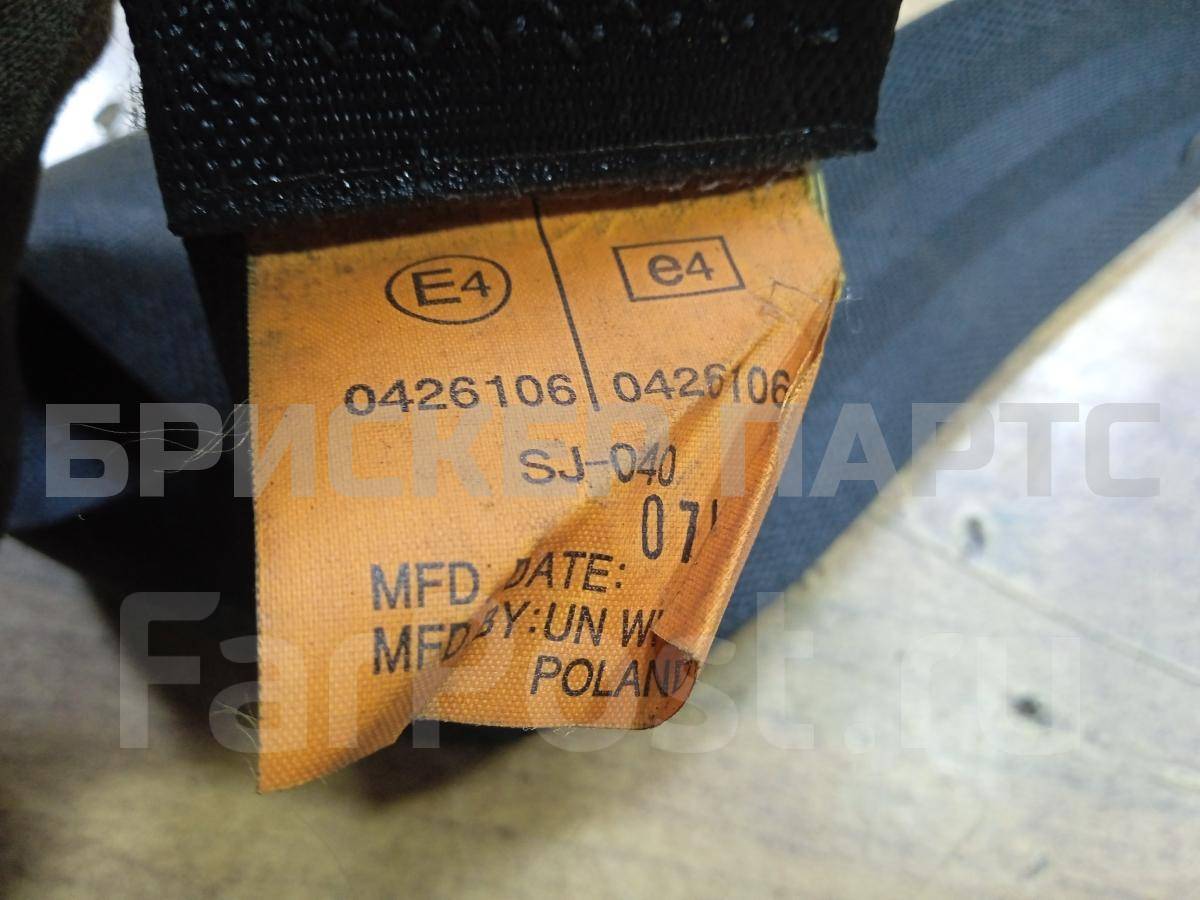 E4 e4
0426106 0426106
SJ-040
07
MFD DATE:
MFD BY: UN
POLAND
БРИСКЕР ПАРТС
FarPost.ru